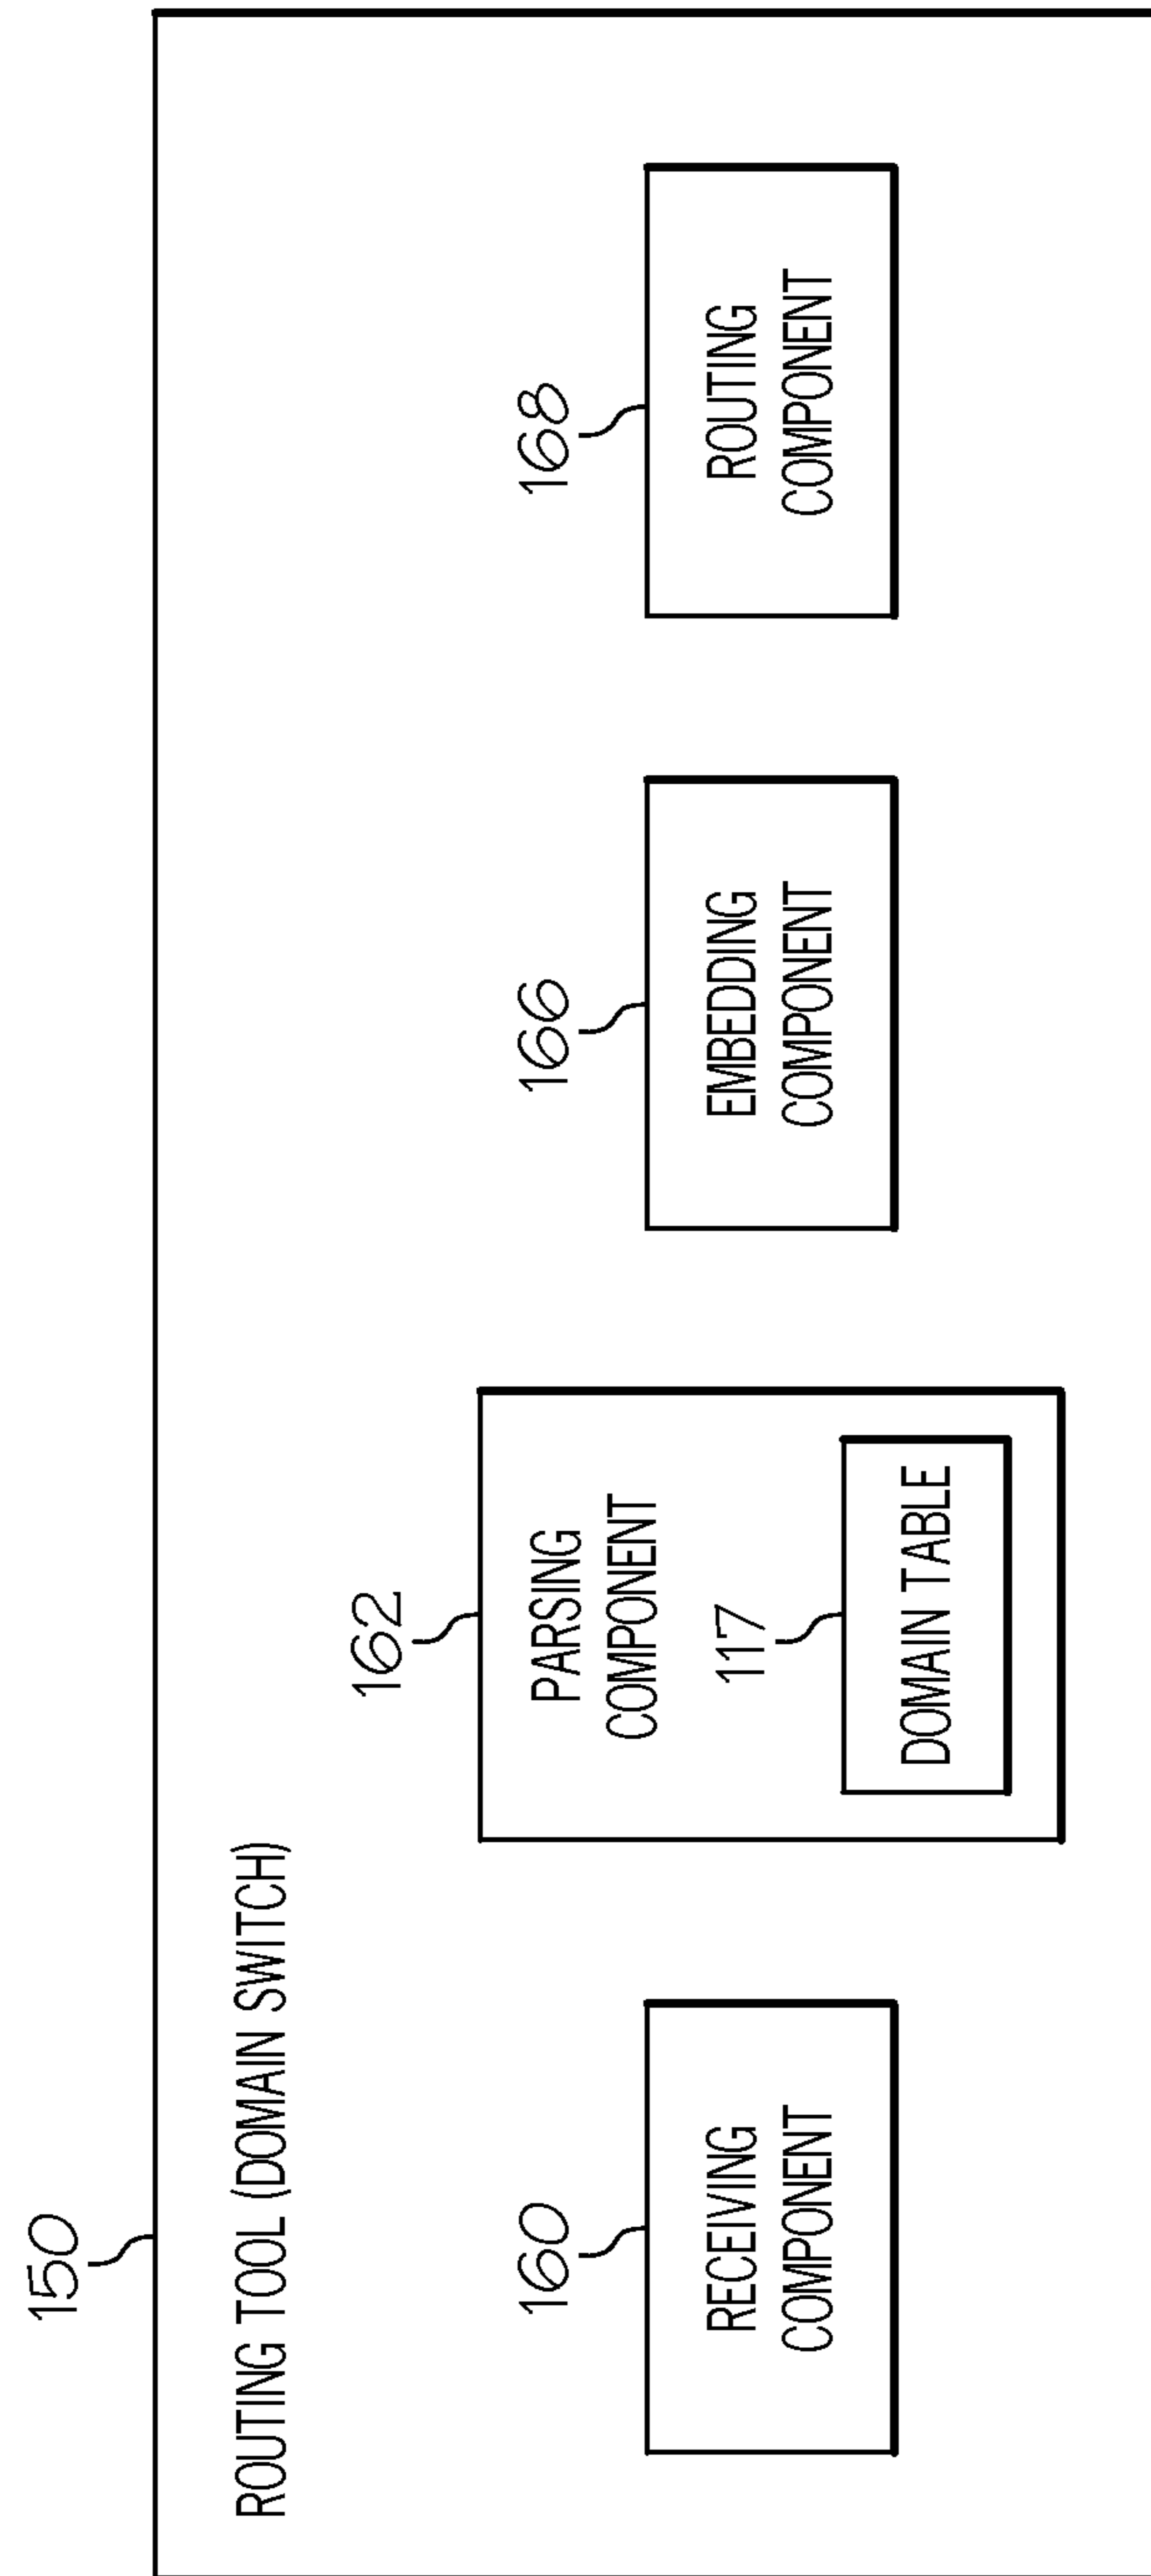 150
ROUTING TOOL (DOMAIN SWITCH)
160
RECEIVING
COMPONENT
162
PARSING
COMPONENT
117
DOMAIN TABLE
166
EMBEDDING
COMPONENT
168
ROUTING
COMPONENT